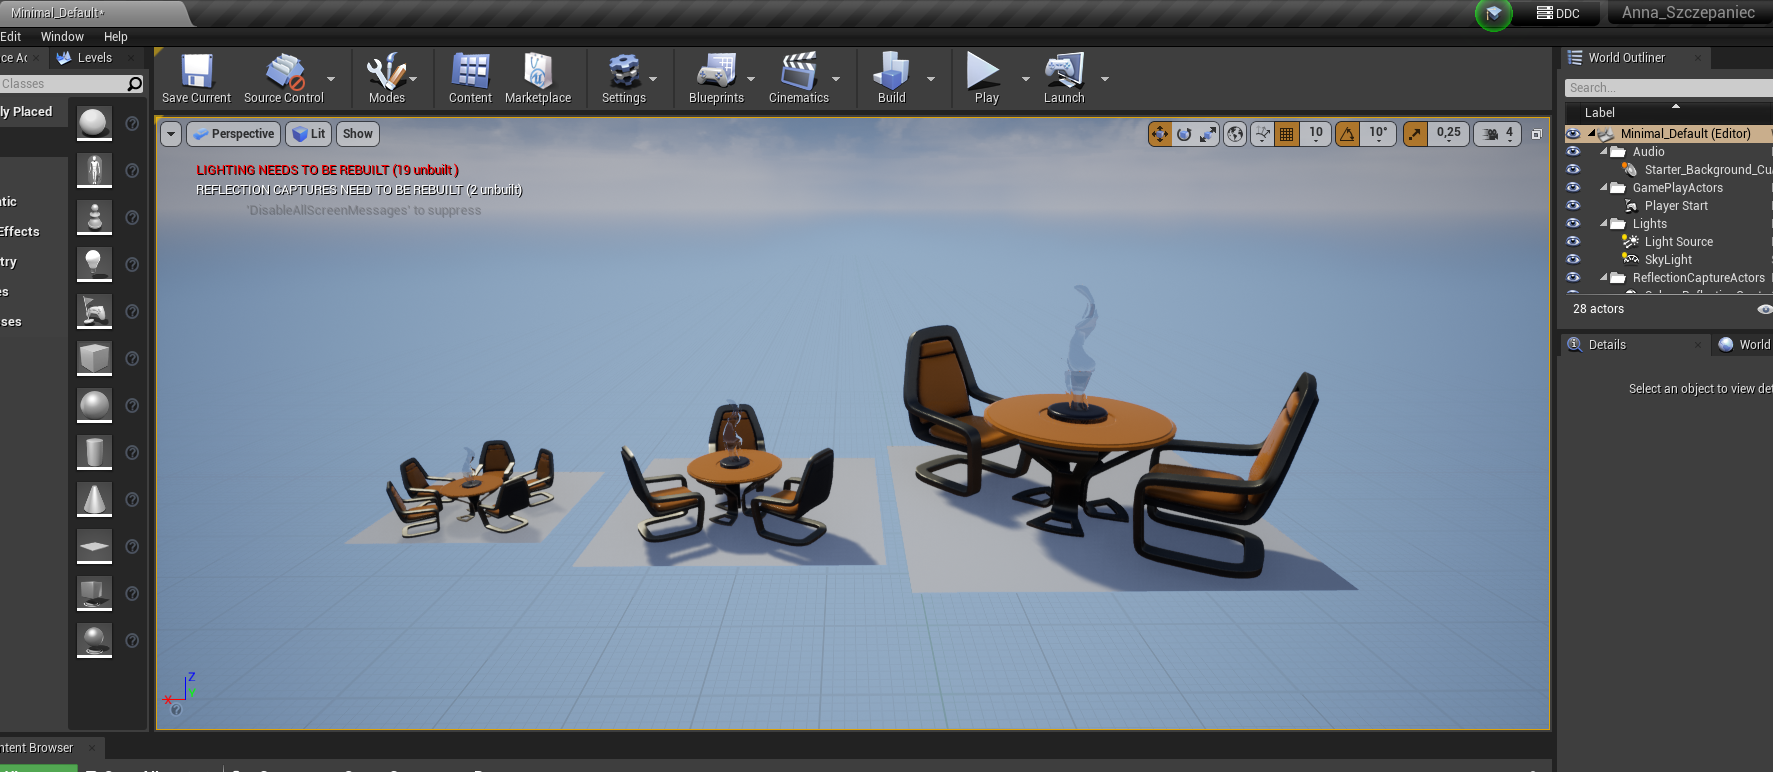 Minimal_Default*
DDC
Anna_Szczepaniec
Edit Window Help
ce Ac
Levels
Classes
ly Placed
tic
Effects
try
es
ses
Save Current
Source Control
Modes
Content
Marketplace
Settings
Blueprints
Cinematics
Build
Play
Launch
Perspective
Lit
Show
10
10°
0,25
4
LIGHTING NEEDS TO BE REBUILT (19 unbuilt )
REFLECTION CAPTURES NEED TO BE REBUILT (2 unbuilt)
'DisableAllScreenMessages' to suppress
Z
Y
X
World Outliner
Search...
Label
Minimal_Default (Editor)
Audio
Starter_Background_Cu
GamePlayActors
Player Start
Lights
Light Source
SkyLight
ReflectionCaptureActors
28 actors
Details
World
Select an object to view det
ntent Browser